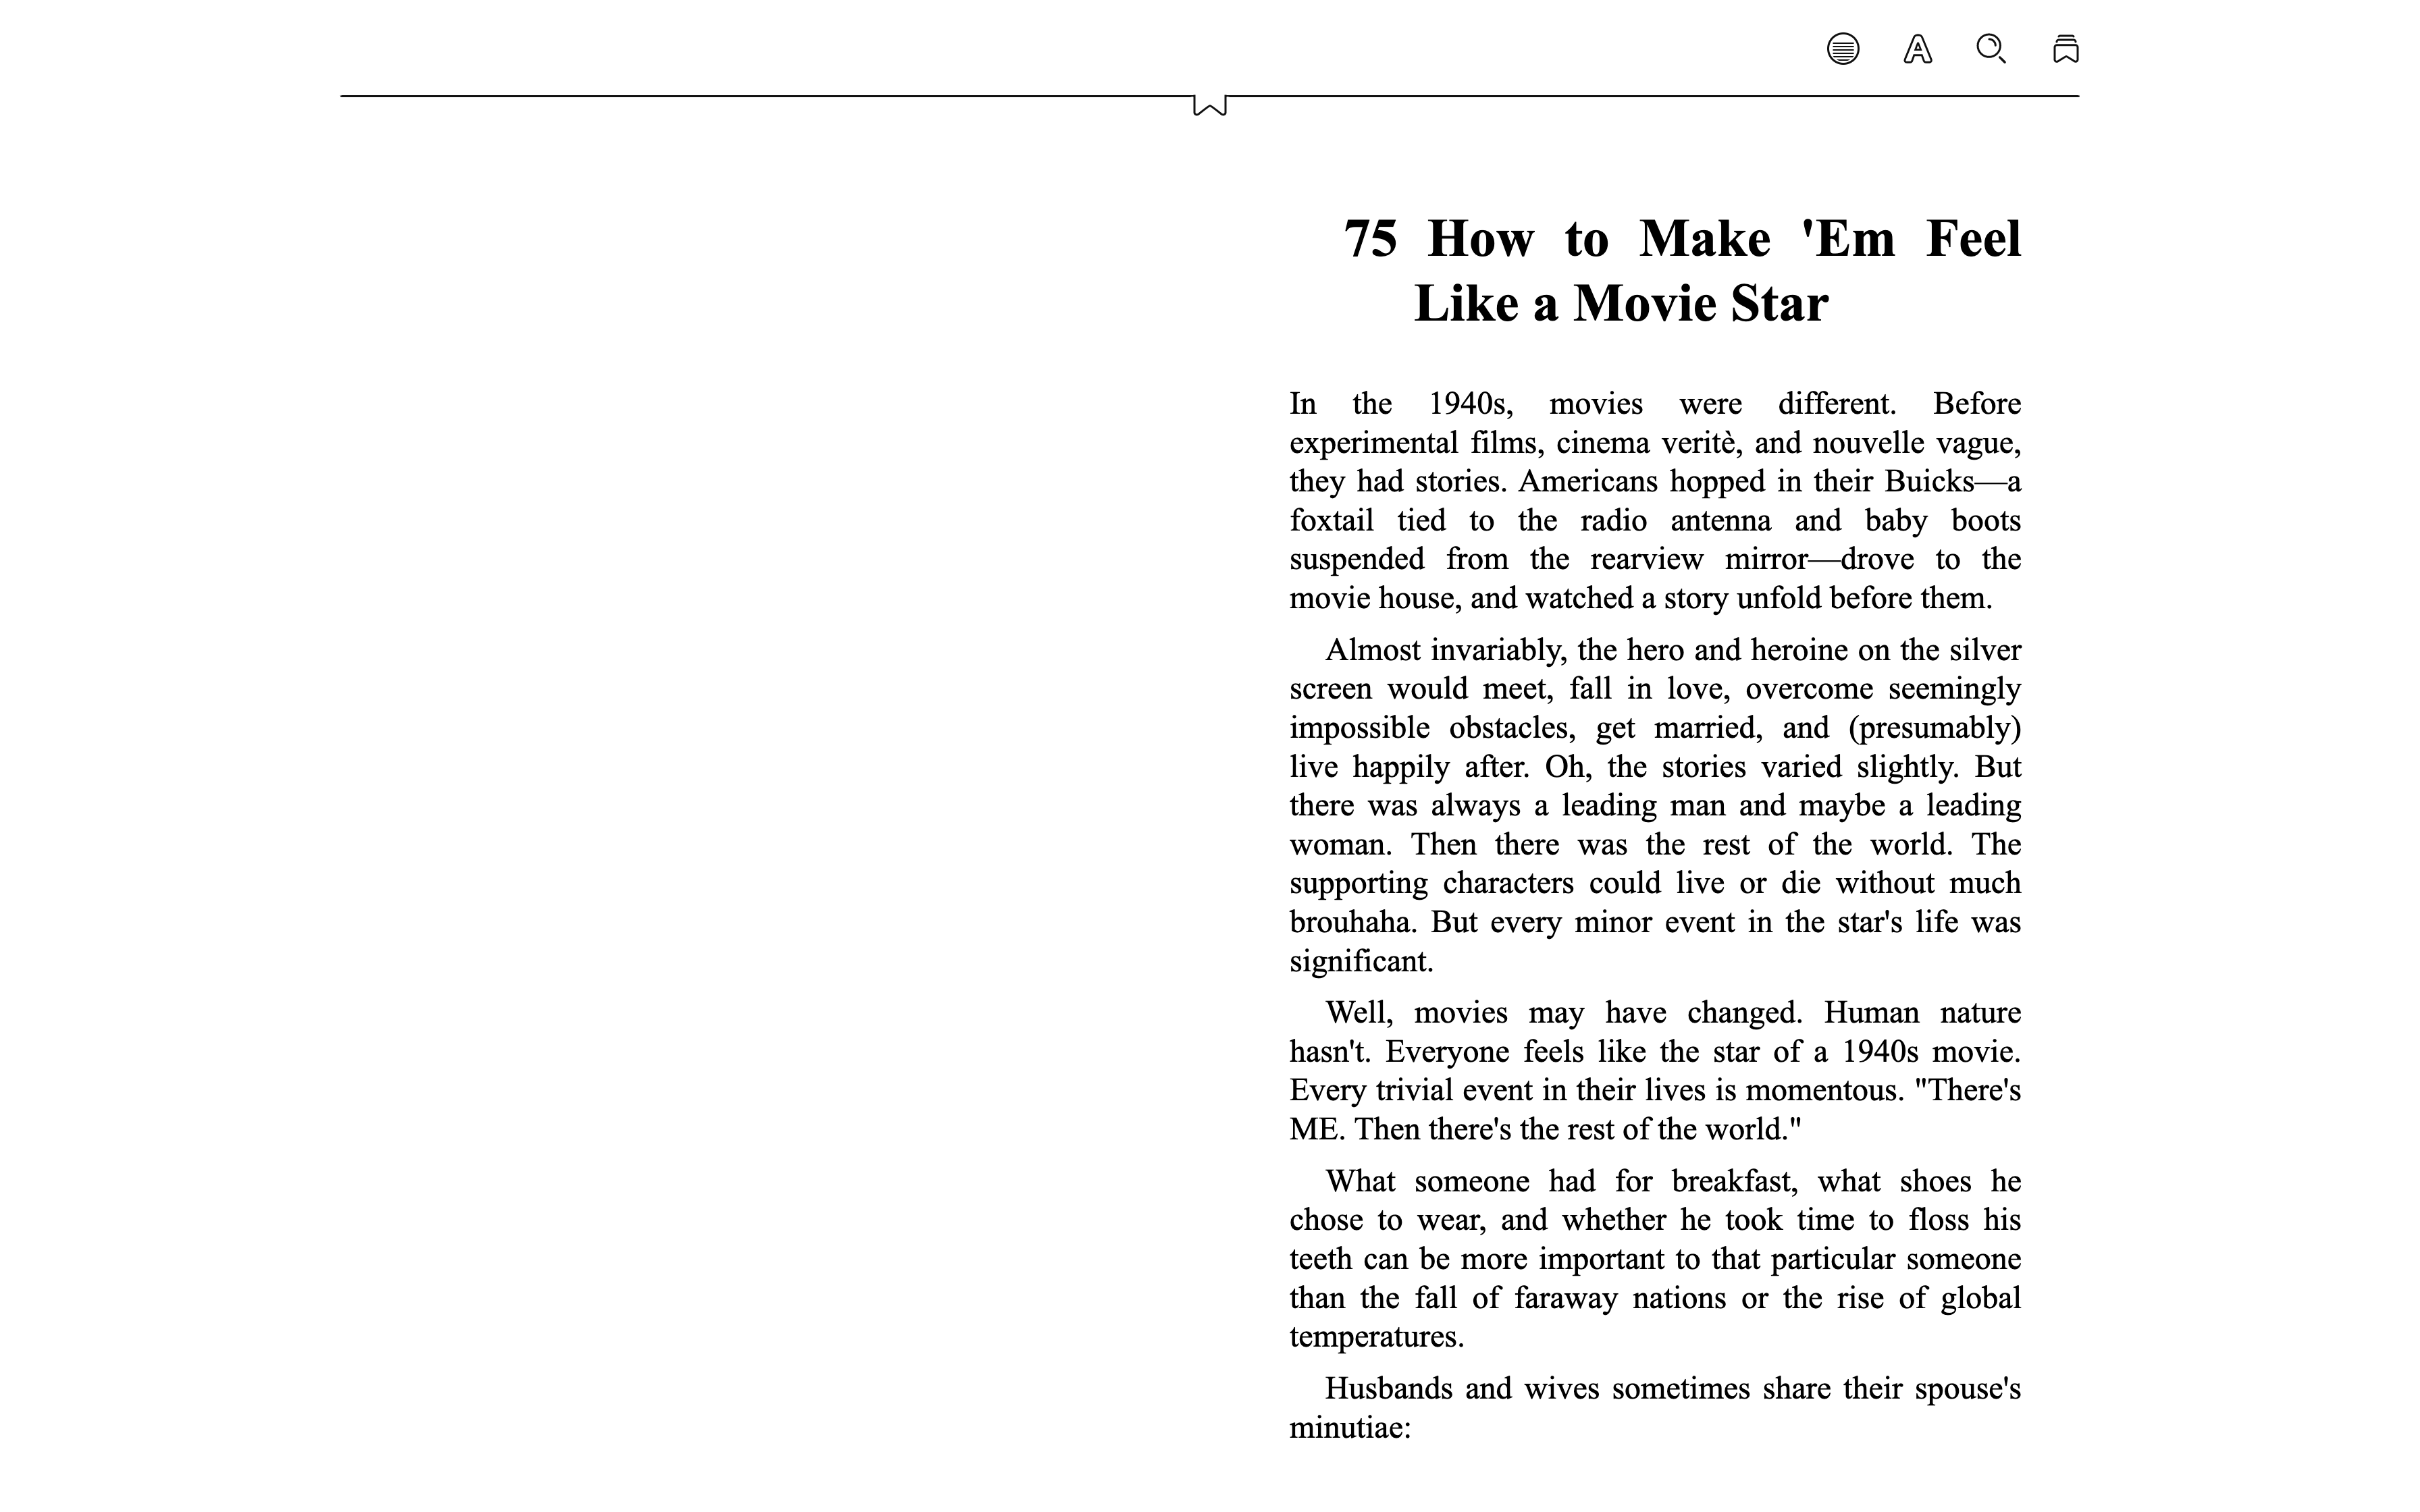 75 How to Make 'Em Feel
Like a Movie Star
In the 1940s, movies were different. Before
experimental films, cinema veritè, and nouvelle vague,
they had stories. Americans hopped in their Buicks—a
foxtail tied to the radio antenna and baby boots
suspended from the rearview mirror—drove to the
movie house, and watched a story unfold before them.
Almost invariably, the hero and heroine on the silver
screen would meet, fall in love, overcome seemingly
impossible obstacles, get married, and (presumably)
live happily after. Oh, the stories varied slightly. But
there was always a leading man and maybe a leading
woman. Then there was the rest of the world. The
supporting characters could live or die without much
brouhaha. But every minor event in the star's life was
significant.
Well, movies may have changed. Human nature
hasn't. Everyone feels like the star of a 1940s movie.
Every trivial event in their lives is momentous. "There's
ME. Then there's the rest of the world."
What someone had for breakfast, what shoes he
chose to wear, and whether he took time to floss his
teeth can be more important to that particular someone
than the fall of faraway nations or the rise of global
temperatures.
Husbands and wives sometimes share their spouse's
minutiae: